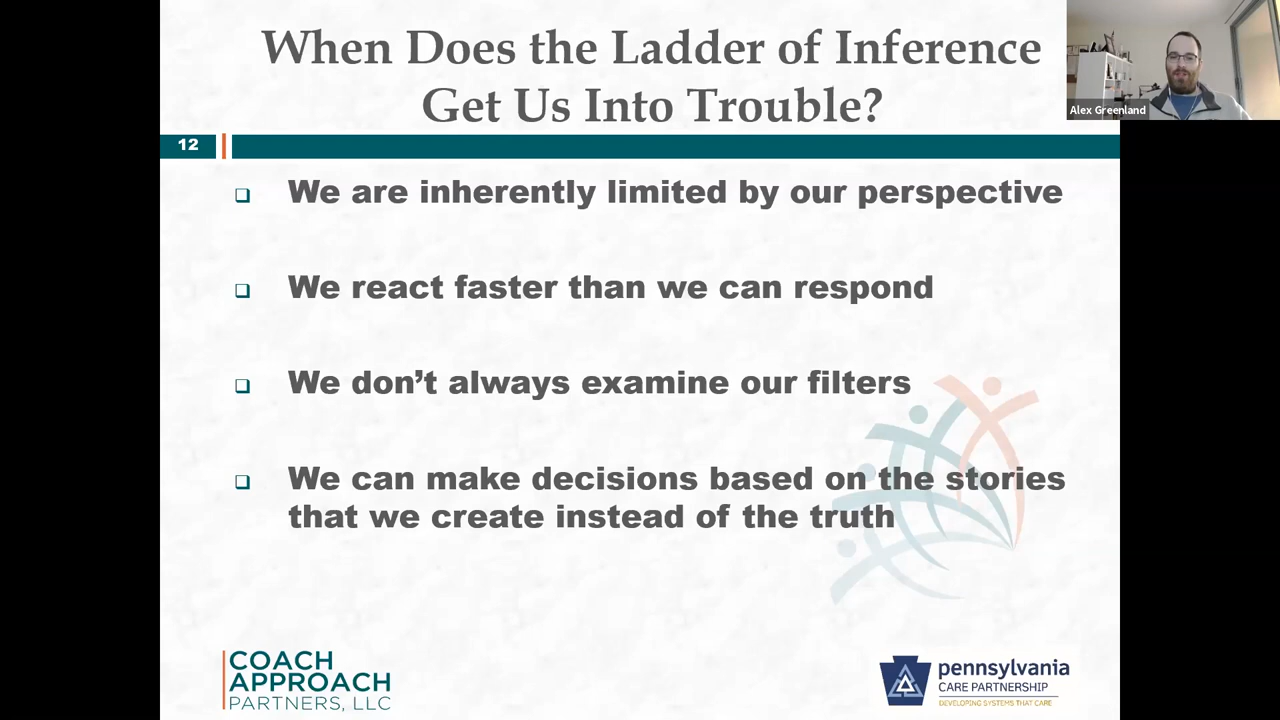 When Does the Ladder of Inference
Get Us Into Trouble?
Alex Greenland
12
We are inherently limited by our perspective
We react faster than we can respond
We don’t always examine our filters
We can make decisions based on the stories
that we create instead of the truth
COACH
APPROACH
PARTNERS, LLC
pennsylvania
CARE PARTNERSHIP
DEVELOPING SYSTEMS THAT CARE